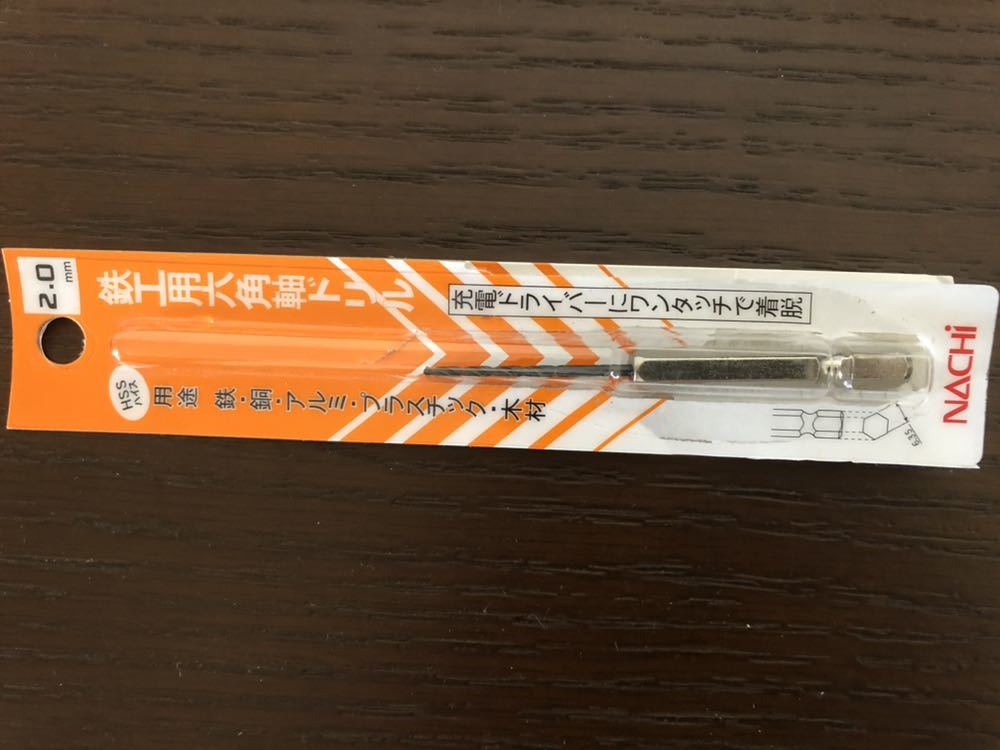 2.0
mm
鉄工用六角軸ドリル
充電ドライバーにワンタッチで着脱
HSS
ハイス
用途 鉄・銅・アルミ・プラスチック・木材
6.35
NACHi